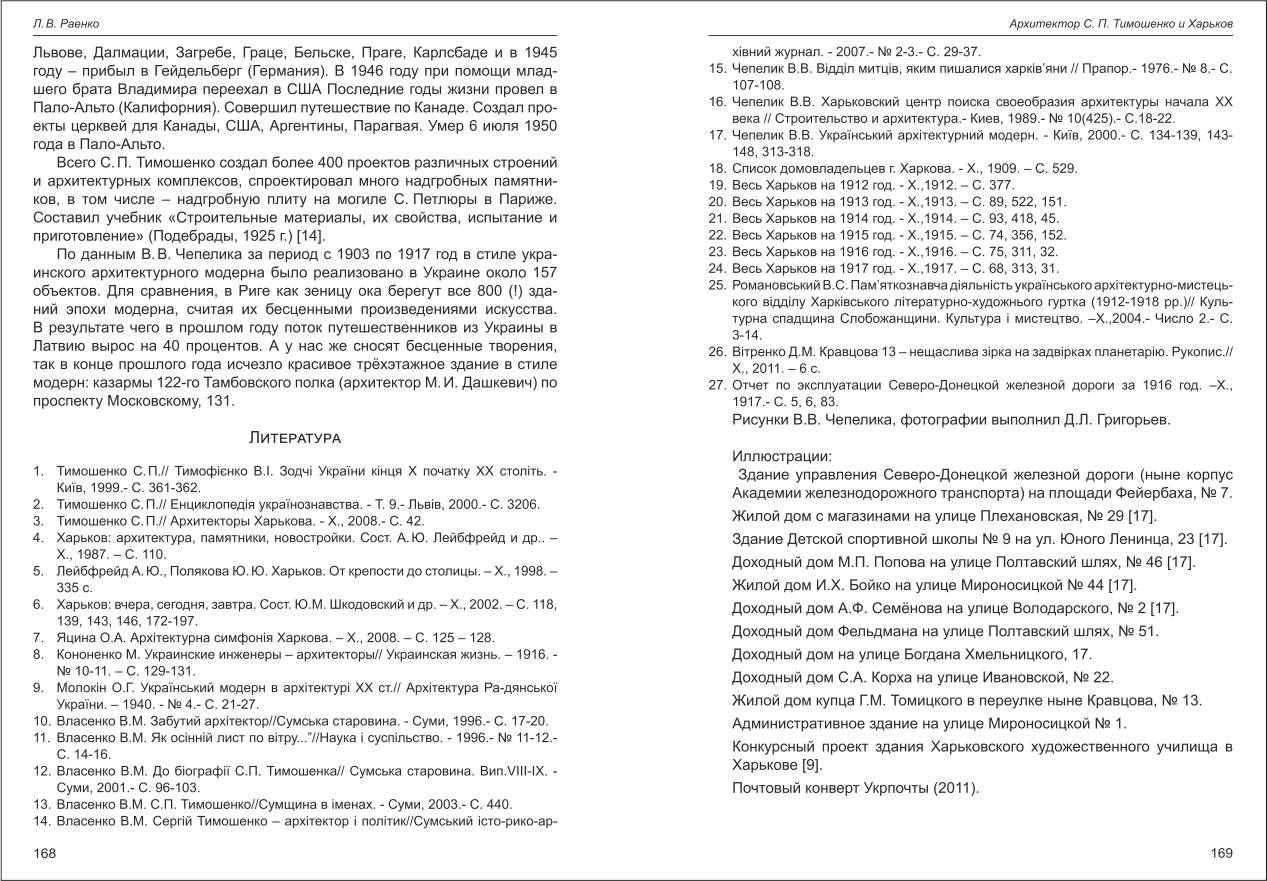 Л. В. Раенко
Львове, Далмации, Загребе, Граце, Бельске, Праге, Карлсбаде и в 1945
году – прибыл в Гейдельберг (Германия). В 1946 году при помощи млад-
шего брата Владимира переехал в США Последние годы жизни провел в
Пало-Альто (Калифорния). Совершил путешествие по Канаде. Создал про-
екты церквей для Канады, США, Аргентины, Парагвая. Умер 6 июля 1950
года в Пало-Альто.
Всего С. П. Тимошенко создал более 400 проектов различных строений
и архитектурных комплексов, спроектировал много надгробных памятни-
ков, в том числе – надгробную плиту на могиле С. Петлюры в Париже.
Составил учебник «Строительные материалы, их свойства, испытание и
приготовление» (Подебрады, 1925 г.) [14].
По данным В. В. Чепелика за период с 1903 по 1917 год в стиле укра-
инского архитектурного модерна было реализовано в Украине около 157
объектов. Для сравнения, в Риге как зеницу ока берегут все 800 (!) зда-
ний эпохи модерна, считая их бесценными произведениями искусства.
В результате чего в прошлом году поток путешественников из Украины в
Латвию вырос на 40 процентов. А у нас же сносят бесценные творения,
так в конце прошлого года исчезло красивое трёхэтажное здание в стиле
модерн: казармы 122-го Тамбовского полка (архитектор М. И. Дашкевич) по
проспекту Московскому, 131.
Литература
1. Тимошенко С. П.// Тимофієнко В.І. Зодчі України кінця X початку XX століть. -
Київ, 1999.- С. 361-362.
2. Тимошенко С. П.// Енциклопедія українознавства. - Т. 9.- Львів, 2000.- С. 3206.
3. Тимошенко С. П.// Архитекторы Харькова. - Х., 2008.- С. 42.
4. Харьков: архитектура, памятники, новостройки. Сост. А. Ю. Лейбфрейд и др.. –
Х., 1987. – С. 110.
5. Лейбфрейд А. Ю., Полякова Ю. Ю. Харьков. От крепости до столицы. – Х., 1998. –
335 с.
6. Харьков: вчера, сегодня, завтра. Сост. Ю.М. Шкодовский и др. – Х., 2002. – С. 118,
139, 143, 146, 172-197.
7. Яцина О.А. Архітектурна симфонія Харкова. – Х., 2008. – С. 125 – 128.
8. Кононенко М. Украинские инженеры – архитекторы// Украинская жизнь. – 1916. -
№ 10-11. – С. 129-131.
9. Молокін О.Г. Український модерн в архітектурі XX ст.// Архітектура Ра-дянської
України. – 1940. - № 4.- С. 21-27.
10. Власенко В.М. Забутий архітектор//Сумська старовина. - Суми, 1996.- С. 17-20.
11. Власенко В.М. Як осінній лист по вітру...”//Наука і суспільство. - 1996.- № 11-12.-
С. 14-16.
12. Власенко В.М. До біографії С.П. Тимошенка// Сумська старовина. Вип.VIII-IX. -
Суми, 2001.- С. 96-103.
13. Власенко В.М. С.П. Тимошенко//Сумщина в іменах. - Суми, 2003.- С. 440.
14. Власенко В.М. Сергій Тимошенко – архітектор і політик//Сумський істо-рико-ар-
168
Архитектор С. П. Тимошенко и Харьков
хівний журнал. - 2007.- № 2-3.- С. 29-37.
15. Чепелик В.В. Відділ митців, яким пишалися харків’яни // Прапор.- 1976.- № 8.- С.
107-108.
16. Чепелик В.В. Харьковский центр поиска своеобразия архитектуры начала XX
века // Строительство и архитектура.- Киев, 1989.- № 10(425).- С.18-22.
17. Чепелик В.В. Український архітектурний модерн. - Київ, 2000.- С. 134-139, 143-
148, 313-318.
18. Список домовладельцев г. Харкова. - Х., 1909. – С. 529.
19. Весь Харьков на 1912 год. - Х.,1912. – С. 377.
20. Весь Харьков на 1913 год. - Х.,1913. – С. 89, 522, 151.
21. Весь Харьков на 1914 год. - Х.,1914. – С. 93, 418, 45.
22. Весь Харьков на 1915 год. - Х.,1915. – С. 74, 356, 152.
23. Весь Харьков на 1916 год. - Х.,1916. – С. 75, 311, 32.
24. Весь Харьков на 1917 год. - Х.,1917. – С. 68, 313, 31.
25. Романовський В.С. Пам’яткознавча діяльність українського архітектурно-мистець-
кого відділу Харківського літературно-художнього гуртка (1912-1918 рр.)// Куль-
турна спадщина Слобожанщини. Культура і мистецтво. –Х.,2004.- Число 2.- С.
3-14.
26. Вітренко Д.М. Кравцова 13 – нещаслива зірка на задвірках планетарію. Рукопис.//
Х., 2011. – 6 с.
27. Отчет по эксплуатации Северо-Донецкой железной дороги за 1916 год. –Х.,
1917.- С. 5, 6, 83.
Рисунки В.В. Чепелика, фотографии выполнил Д.Л. Григорьев.
Иллюстрации:
Здание управления Северо-Донецкой железной дороги (ныне корпус
Академии железнодорожного транспорта) на площади Фейербаха, № 7.
Жилой дом с магазинами на улице Плехановская, № 29 [17].
Здание Детской спортивной школы № 9 на ул. Юного Ленинца, 23 [17].
Доходный дом М.П. Попова на улице Полтавский шлях, № 46 [17].
Жилой дом И.Х. Бойко на улице Мироносицкой № 44 [17].
Доходный дом А.Ф. Семёнова на улице Володарского, № 2 [17].
Доходный дом Фельдмана на улице Полтавский шлях, № 51.
Доходный дом на улице Богдана Хмельницкого, 17.
Доходный дом С.А. Корха на улице Ивановской, № 22.
Жилой дом купца Г.М. Томицкого в переулке ныне Кравцова, № 13.
Административное здание на улице Мироносицкой № 1.
Конкурсный проект здания Харьковского художественного училища в
Харькове [9].
Почтовый конверт Укрпочты (2011).
169